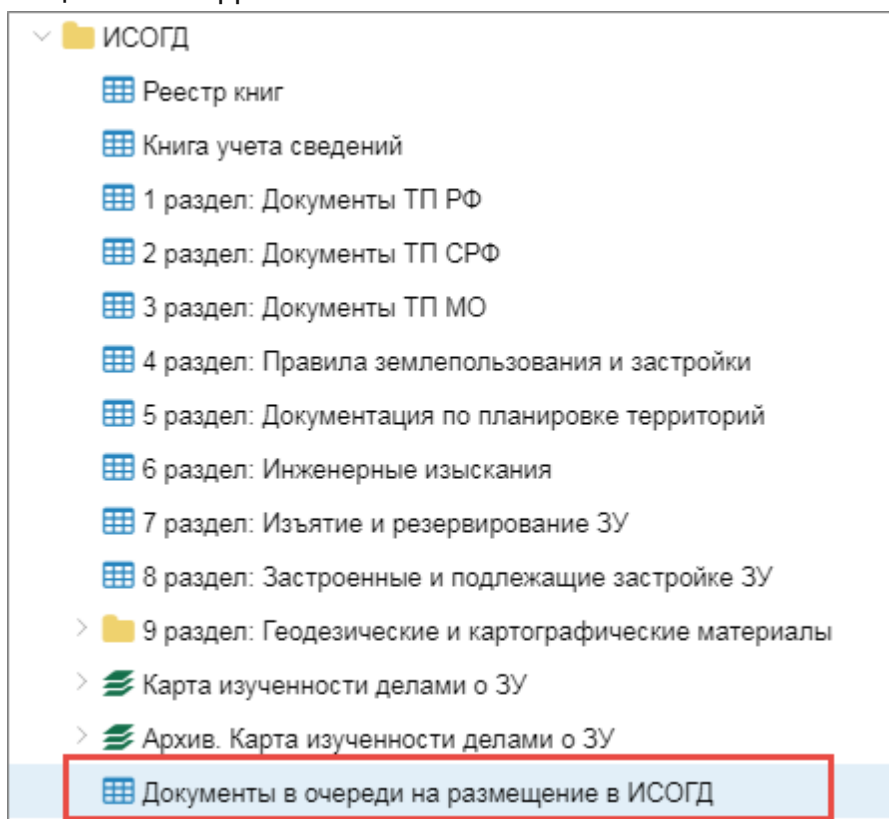 ИСОГД
Реестр книг
Книга учета сведений
1 раздел: Документы ТП РФ
2 раздел: Документы ТП СРФ
3 раздел: Документы ТП МО
4 раздел: Правила землепользования и застройки
5 раздел: Документация по планировке территорий
6 раздел: Инженерные изыскания
7 раздел: Изъятие и резервирование ЗУ
8 раздел: Застроенные и подлежащие застройке ЗУ
9 раздел: Геодезические и картографические материалы
Карта изученности делами о ЗУ
Архив. Карта изученности делами о ЗУ
Документы в очереди на размещение в ИСОГД